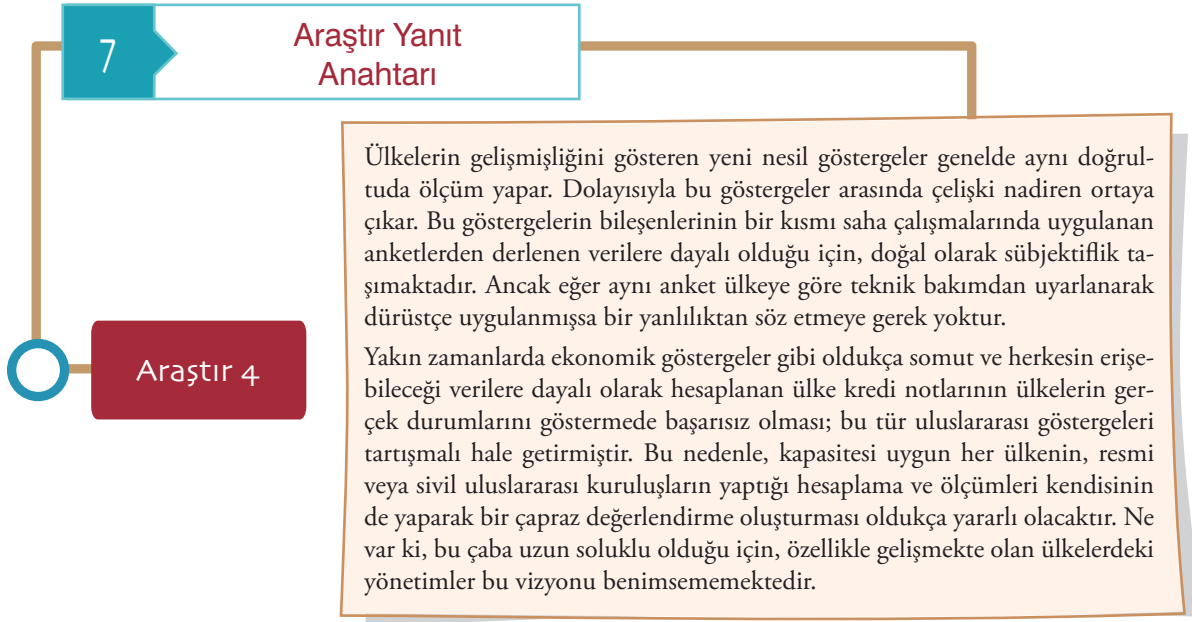 7
Araştır Yanıt
Anahtarı
Araştır 4
Ülkelerin gelişmişliğini gösteren yeni nesil göstergeler genelde aynı doğrul-
tuda ölçüm yapar. Dolayısıyla bu göstergeler arasında çelişki nadiren ortaya
çıkar. Bu göstergelerin bileşenlerinin bir kısmı saha çalışmalarında uygulanan
anketlerden derlenen verilere dayalı olduğu için, doğal olarak sübjektiflik ta-
şımaktadır. Ancak eğer aynı anket ülkeye göre teknik bakımdan uyarlanarak
dürüstçe uygulanmışsa bir yanlılıktan söz etmeye gerek yoktur.
Yakın zamanlarda ekonomik göstergeler gibi oldukça somut ve herkesin erişe-
bileceği verilere dayalı olarak hesaplanan ülke kredi notlarının ülkelerin ger-
çek durumlarını göstermede başarısız olması; bu tür uluslararası göstergeleri
tartışmalı hale getirmiştir. Bu nedenle, kapasitesi uygun her ülkenin, resmi
veya sivil uluslararası kuruluşların yaptığı hesaplama ve ölçümleri kendisinin
de yaparak bir çapraz değerlendirme oluşturması oldukça yararlı olacaktır. Ne
var ki, bu çaba uzun soluklu olduğu için, özellikle gelişmekte olan ülkelerdeki
yönetimler bu vizyonu benimsememektedir.